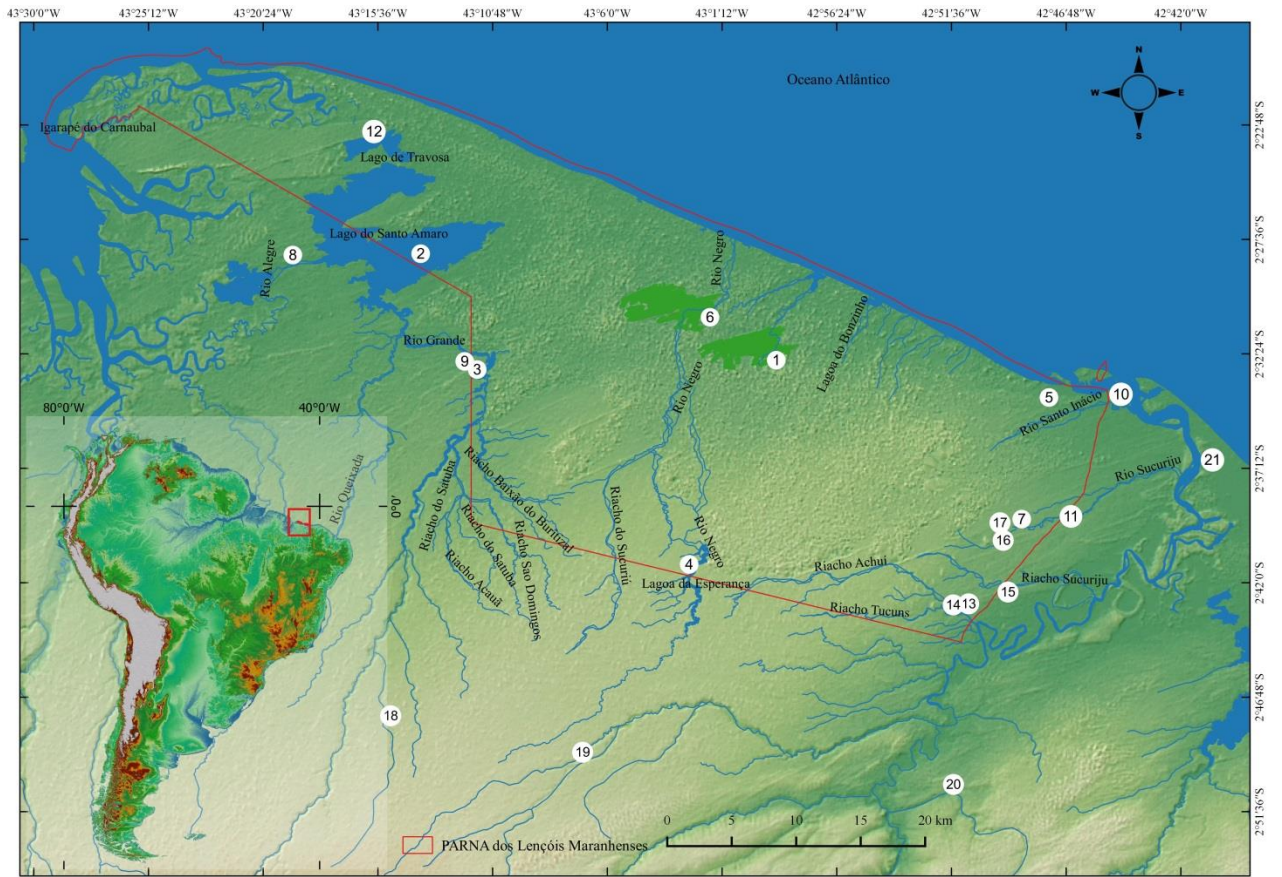 43°30'0"W 43°25'12"W 43°20'24"W 43°15'36"W 43°10'48"W 43°6'0"W 43°1'12"W 42°56'24"W 42°51'36"W 42°46'48"W 42°42'0"W
Oceano Atlântico
N
W E
S
2°22'48"S
Igarapé do Carnaubal
12
Lago de Travosa
Lago do Santo Amaro
2
8
Rio Alegre
Rio Negro
2°27'39"S
6
Rio Grande
9
3
1
Lagoa do Bonzinho
2°32'24"S
Rio Negro
5
10
Rio Santo Inácio
80°0'W 40°0'W
0°0'
Rio Queixada
Riacho do Satuba
Riacho Baixão do Buritizal
Riacho do Satuba
Riacho Acauã
Riacho Sao Domingos
Riacho do Sucuriú
Rio Negro
Rio Sucuriju
21
2°37'12"S
17
7
11
16
4
Lagoa da Esperança
Riacho Achui
Riacho Sucuriju
15
2°42'0"S
14
13
Riacho Tucuns
2°46'48"S
18
19
20
2°51'36"S
PARNA dos Lençóis Maranhenses
0 5 10 15 20 km